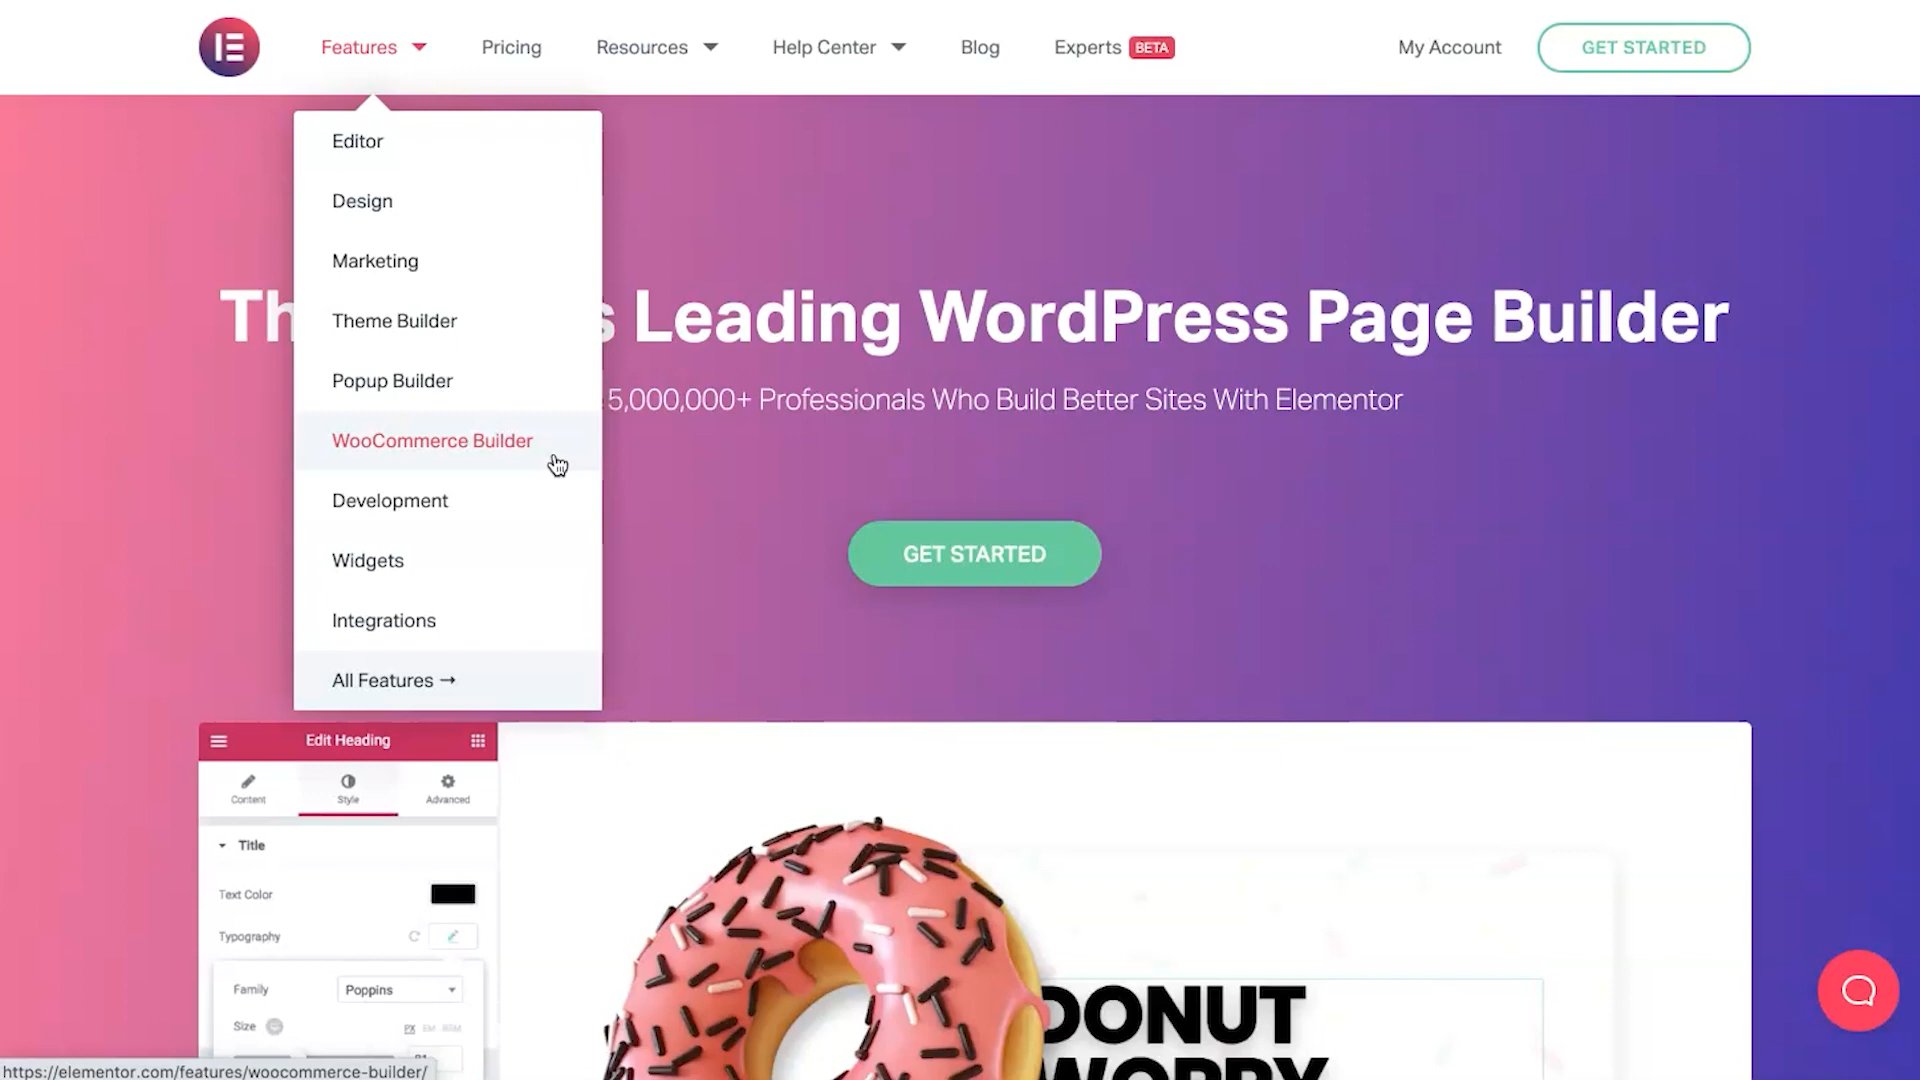 Features
Pricing
Resources
Help Center
Blog
Experts BETA
My Account
GET STARTED
Editor
Design
Marketing
Theme Builder
Popup Builder
WooCommerce Builder
Development
Widgets
Integrations
All Features →
Leading WordPress Page Builder
5,000,000+ Professionals Who Build Better Sites With Elementor
GET STARTED
Edit Heading
Content
Style
Advanced
Title
Text Color
Typography
Family
Poppins
Size
PX EM REM
DONUT
WORRY
https://elementor.com/features/woocommerce-builder/